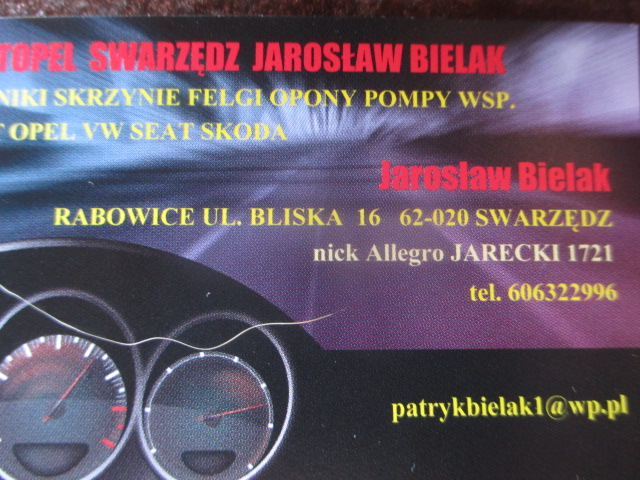 TOPEL SWARZĘDZ JAROSŁAW BIELAK
NIKI SKRZYNIE FELGI OPONY POMPY WSP.
T OPEL VW SEAT SKODA
Jarosław Bielak
RABOWICE UL. BLISKA 16 62-020 SWARZĘDZ
nick Allegro JARECKI 1721
tel. 606322996
patrykbielak1@wp.pl